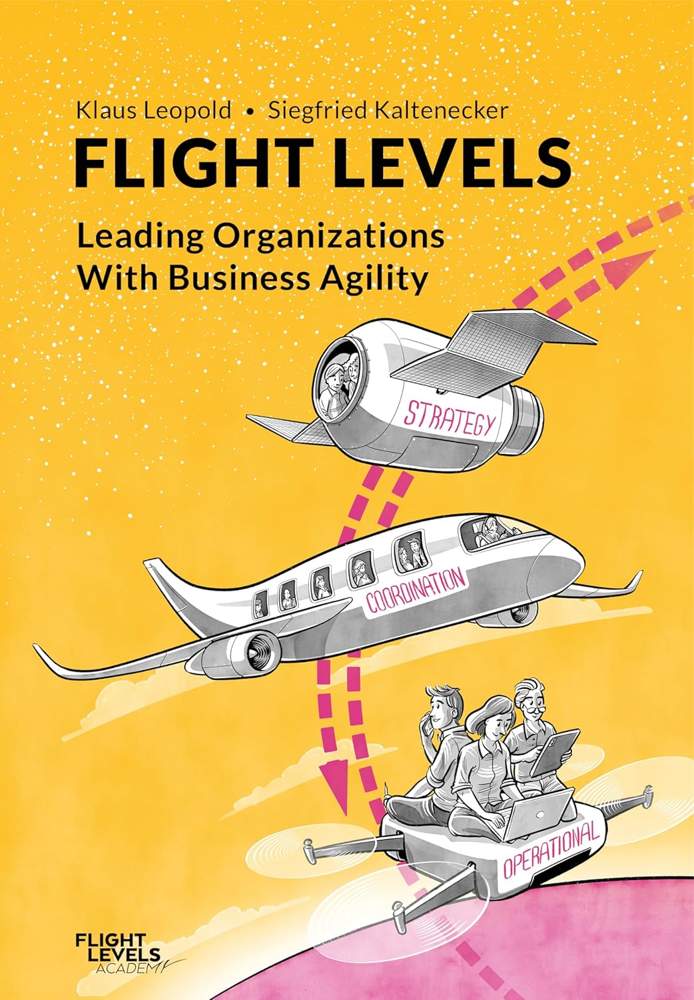 Klaus Leopold • Siegfried Kaltenecker
FLIGHT LEVELS
Leading Organizations
With Business Agility
STRATEGY
COORDINATION
OPERATIONAL
FLIGHT
LEVELS
ACADEMY